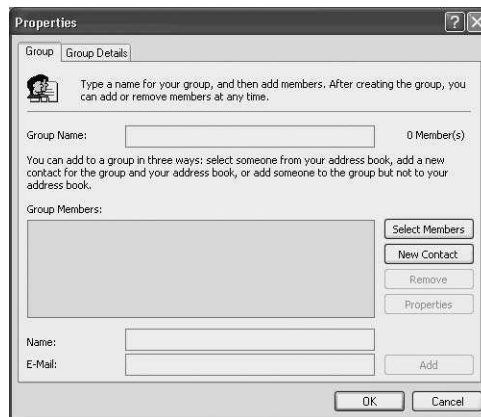 Properties
Group Group Details
Type a name for your group, and then add members. After creating the group, you
can add or remove members at any time.
Group Name:
0 Member(s)
You can add to a group in three ways: select someone from your address book, add a new
contact for the group and your address book, or add someone to the group but not to your
address book.
Group Members:
Select Members
New Contact
Remove
Properties
Name:
E-Mail:
Add
OK Cancel